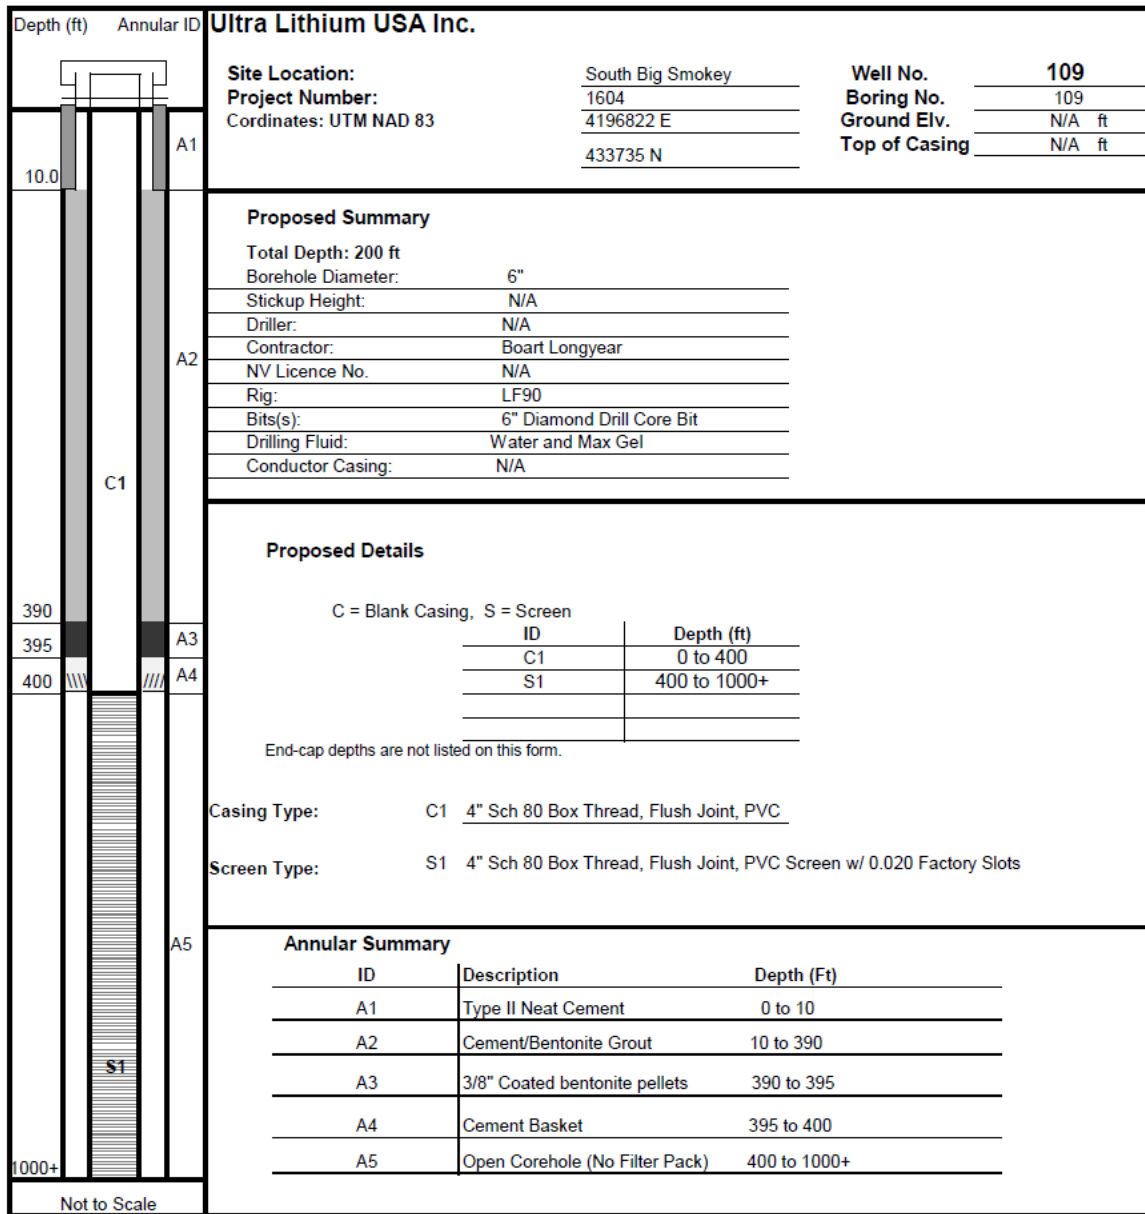 Depth (ft) Annular ID Ultra Lithium USA Inc.
Site Location: South Big Smokey Well No. 109
Project Number: 1604 Boring No. 109
Cordinates: UTM NAD 83 4196822 E Ground Elv. N/A ft
433735 N Top of Casing N/A ft
A1
10.0
Proposed Summary
Total Depth: 200 ft
Borehole Diameter: 6"
Stickup Height: N/A
Driller: N/A
Contractor: Boart Longyear
A2
NV Licence No. N/A
Rig: LF90
Bits(s): 6" Diamond Drill Core Bit
Drilling Fluid: Water and Max Gel
Conductor Casing: N/A
C1
Proposed Details
390
C = Blank Casing, S = Screen
ID Depth (ft)
395 A3
C1 0 to 400
400 A4
S1 400 to 1000+
End-cap depths are not listed on this form.
Casing Type: C1 4" Sch 80 Box Thread, Flush Joint, PVC
Screen Type: S1 4" Sch 80 Box Thread, Flush Joint, PVC Screen w/ 0.020 Factory Slots
A5
Annular Summary
ID Description Depth (Ft)
A1 Type II Neat Cement 0 to 10
A2 Cement/Bentonite Grout 10 to 390
S1
A3 3/8" Coated bentonite pellets 390 to 395
A4 Cement Basket 395 to 400
A5 Open Corehole (No Filter Pack) 400 to 1000+
1000+
Not to Scale